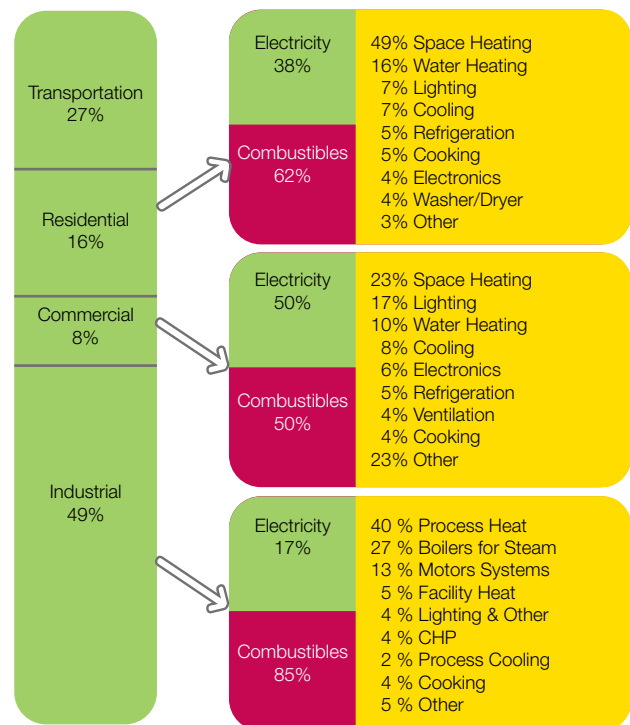 Transportation
27%
Residential
16%
Commercial
8%
Industrial
49%
Electricity
38%
Combustibles
62%
49% Space Heating
16% Water Heating
7% Lighting
7% Cooling
5% Refrigeration
5% Cooking
4% Electronics
4% Washer/Dryer
3% Other
Electricity
50%
Combustibles
50%
23% Space Heating
17% Lighting
10% Water Heating
8% Cooling
6% Electronics
5% Refrigeration
4% Ventilation
4% Cooking
23% Other
Electricity
17%
Combustibles
85%
40 % Process Heat
27 % Boilers for Steam
13 % Motors Systems
5 % Facility Heat
4 % Lighting & Other
4 % CHP
2 % Process Cooling
4 % Cooking
5 % Other